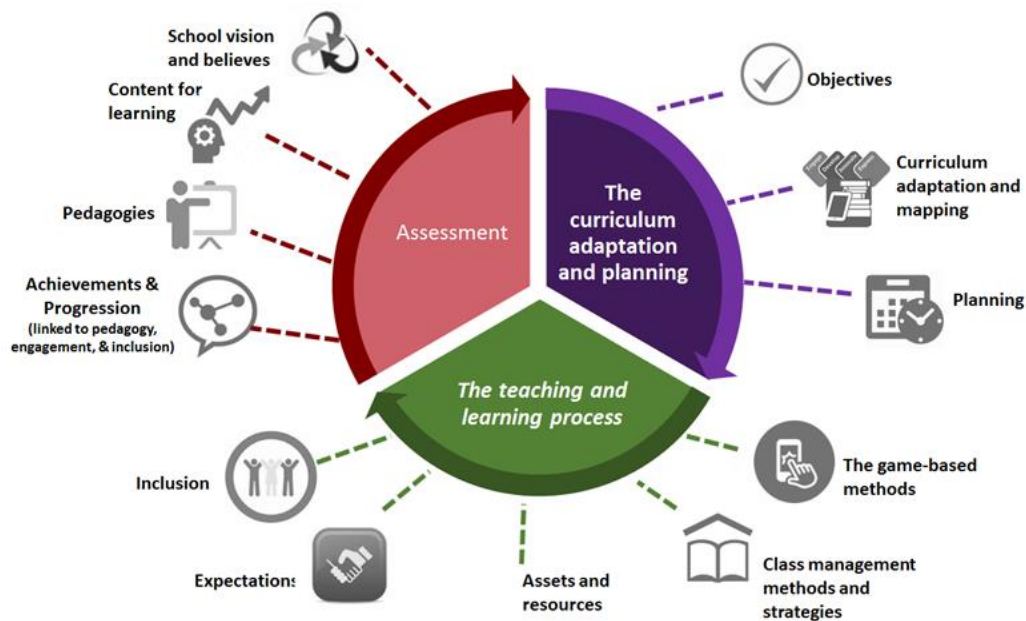 School vision
and believes
Content for
learning
Pedagogies
Achievements &
Progression
(linked to pedagogy,
engagement, & inclusion)
Assessment
The
curriculum
adaptation
and planning
Objectives
Curriculum
adaptation and
mapping
Planning
The teaching and
learning process
Inclusion
Expectations
Assets and
resources
Class management
methods and
strategies
The game-based
methods